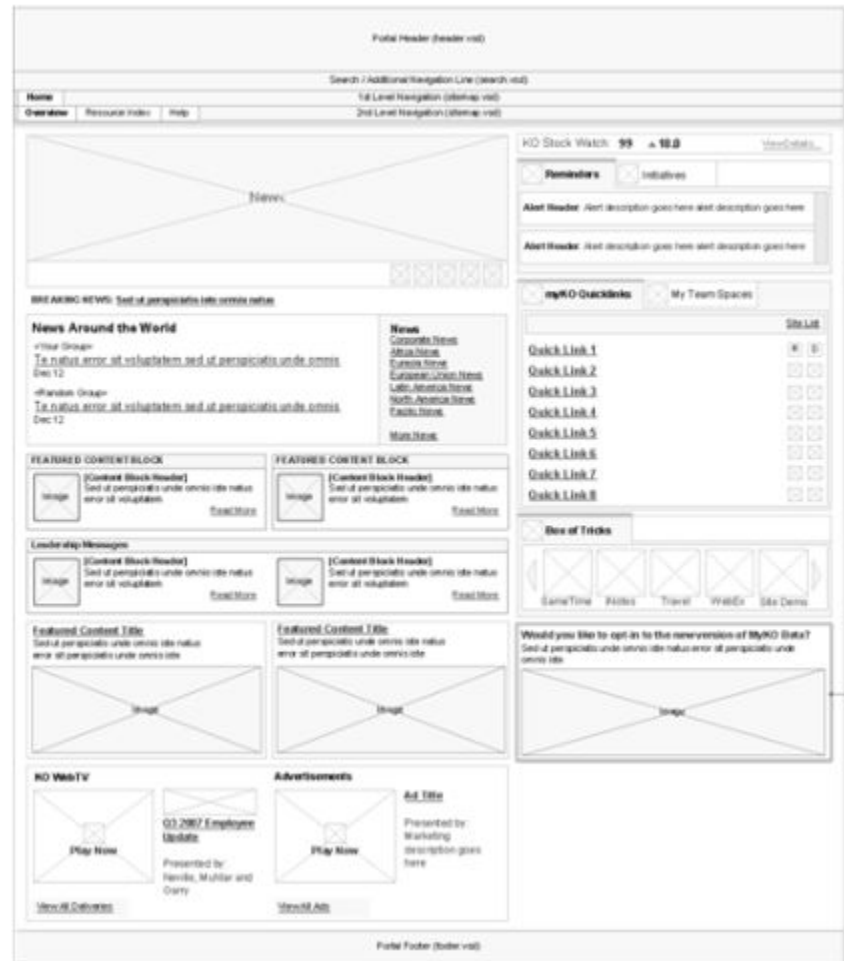 Portal Header (header.vsd)
Search / Additional Navigation Line (search.vsd)
Home
1st Level Navigation (sitemap.vsd)
Overview Resource Index Help
2nd Level Navigation (sitemap.vsd)
News
BREAKING NEWS: Sed ut perspiciatis iste omnis natus
News Around the World
<Your Group>
Te natus error sit voluptatem sed ut perspiciatis unde omnis
Dec 12
<Random Group>
Te natus error sit voluptatem sed ut perspiciatis unde omnis
Dec 12
News
Corporate News
Africa News
Eurasia News
European Union News
Latin America News
North America News
Pacific News
More News
FEATURED CONTENT BLOCK
Image
[Content Block Header]
Sed ut perspiciatis unde omnis iste natus
error sit voluptatem
Read More
FEATURED CONTENT BLOCK
Image
[Content Block Header]
Sed ut perspiciatis unde omnis iste natus
error sit voluptatem
Read More
Leadership Messages
Image
[Content Block Header]
Sed ut perspiciatis unde omnis iste natus
error sit voluptatem
Read More
Image
[Content Block Header]
Sed ut perspiciatis unde omnis iste natus
error sit voluptatem
Read More
Featured Content Title
Sed ut perspiciatis unde omnis iste natus
error sit perspiciatis unde omnis iste
Image
Featured Content Title
Sed ut perspiciatis unde omnis iste natus
error sit perspiciatis unde omnis iste
Image
KO WebTV
Play Now
Q3 2007 Employee
Update
Presented by:
Neville, Muhtar and
Garry
View All Deliveries
Advertisements
Play Now
Ad Title
Presented by:
Marketing
description goes
here
View All Ads
KO Stock Watch 99 ▲ 18.0 View Details...
Reminders Initiatives
Alert Header Alert description goes here alert description goes here
Alert Header Alert description goes here alert description goes here
myKO Quicklinks My Team Spaces
Site List
Quick Link 1
Quick Link 2
Quick Link 3
Quick Link 4
Quick Link 5
Quick Link 6
Quick Link 7
Quick Link 8
Box of Tricks
SameTime iNotes Travel WebEx Site Demo
Would you like to opt-in to the new version of MyKO Beta?
Sed ut perspiciatis unde omnis iste natus error sit perspiciatis unde
omnis iste
Image
Portal Footer (footer.vsd)